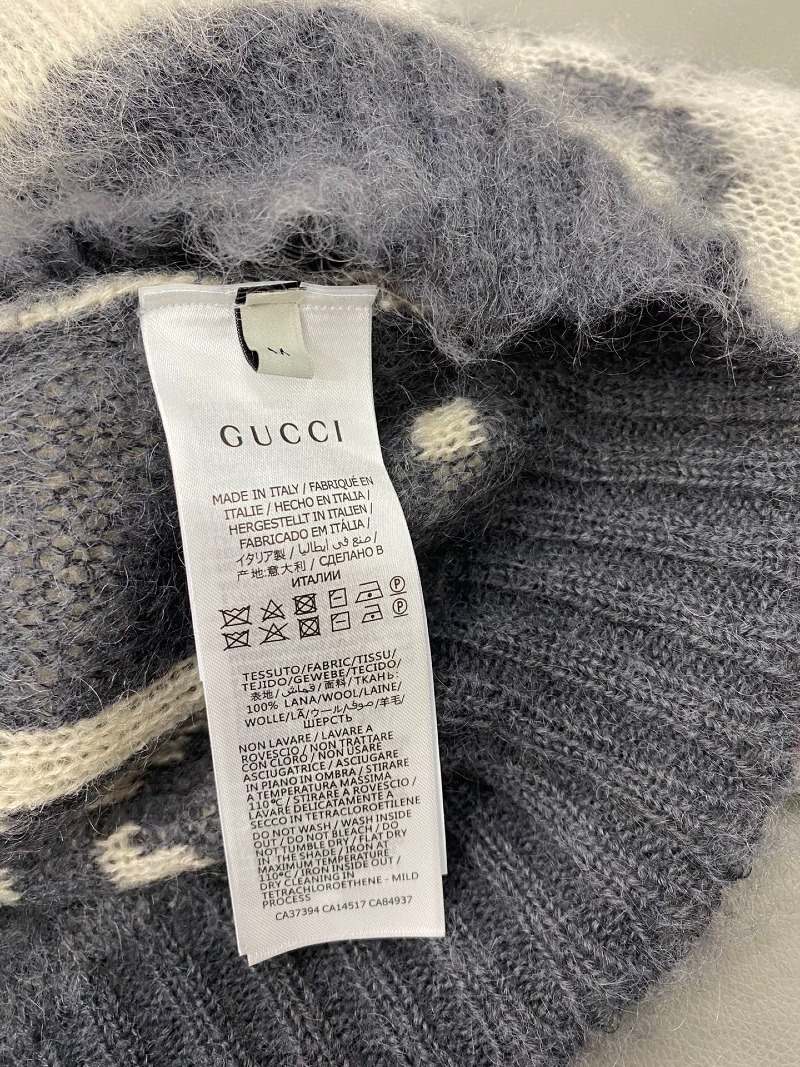 GUCCI
MADE IN ITALY / FABRIQUÉ EN
ITALIE / HECHO EN ITALIA /
HERGESTELLT IN ITALIEN /
FABRICADO EM ITÁLIA /
イタリア製 / صنع في إيطاليا /
产地:意大利 / СДЕЛАНО В
ИТАЛИИ
TESSUTO/FABRIC/TISSU/
TEJIDO/GEWEBE/TECIDO/
表地/قماش/面料/ТКАНЬ:
100% LANA/WOOL/LAINE/
WOLLE/LÃ/ウール/صوف/羊毛/
ШЕРСТЬ
NON LAVARE / LAVARE A
ROVESCIO / NON TRATTARE
CON CLORO / NON USARE
ASCIUGATRICE / ASCIUGARE
IN PIANO IN OMBRA / STIRARE
A TEMPERATURA MASSIMA
110°C / STIRARE A ROVESCIO /
LAVARE DELICATAMENTE A
SECCO IN TETRACLOROETILENE
DO NOT WASH / WASH INSIDE
OUT / DO NOT BLEACH / DO
NOT TUMBLE DRY / FLAT DRY
IN THE SHADE / IRON AT
MAXIMUM TEMPERATURE
110°C / IRON INSIDE OUT /
DRY CLEANING IN
TETRACHLOROETHENE - MILD
PROCESS
CA37394 CA14517 CA84937